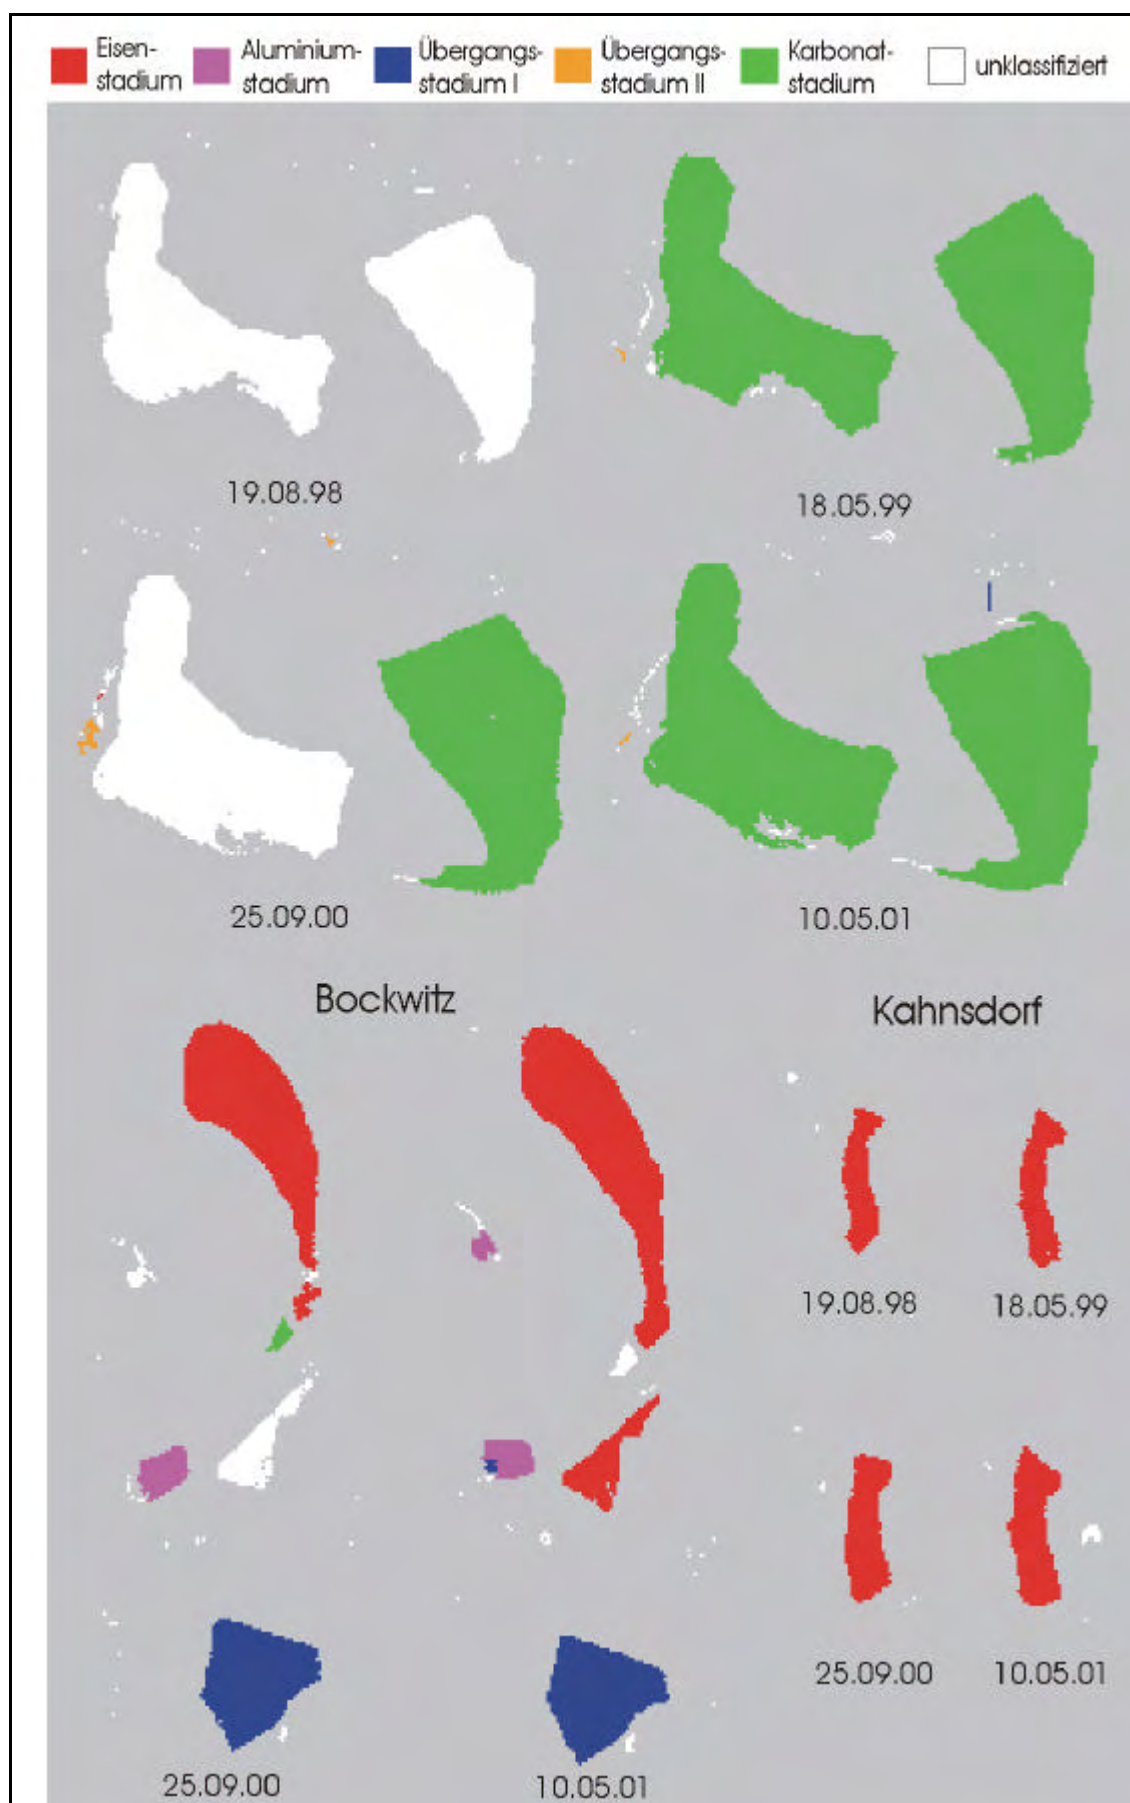 Eisen-
stadium
Aluminium-
stadium
Übergangs-
stadium I
Übergangs-
stadium II
Karbonat-
stadium
unklassifiziert
19.08.98
18.05.99
25.09.00
10.05.01
Bockwitz
Kahnsdorf
19.08.98
18.05.99
25.09.00
10.05.01
25.09.00
10.05.01